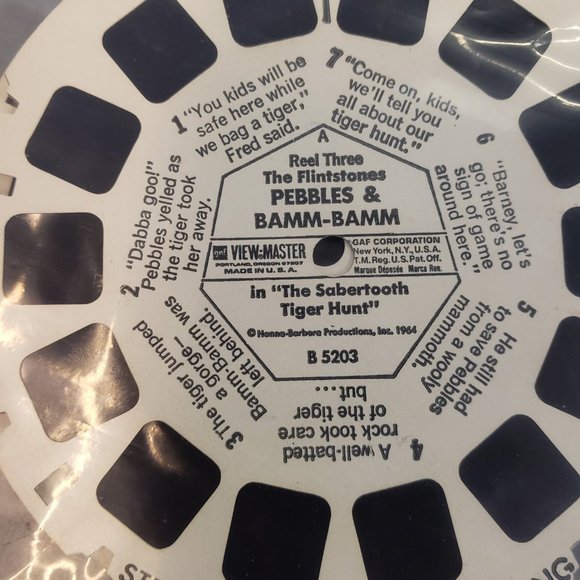 A
Reel Three
The Flintstones
PEBBLES &
BAMM-BAMM
gaf VIEW-MASTER
PORTLAND, OREGON 97207
MADE IN U. S. A.
GAF CORPORATION
New York, N.Y., U.S.A.
T.M. Reg. U.S. Pat. Off.
Marque Déposée Marca Reg.
in "The Sabertooth
Tiger Hunt"
© Hanna-Barbera Productions, Inc. 1964
B 5203
1 "You kids will be
safe here while
we bag a tiger,"
Fred said.
2 "Dabba goo!"
Pebbles yelled as
the tiger took
her away.
3 The tiger jumped
a gorge—
Bamm-Bamm was
left behind.
4 A well-batted
rock took care
of the tiger
but....
5 He still had
to save Pebbles
from a wooly
mammoth.
6 "Barney, let's
go; there's no
sign of game
around here."
7 "Come on, kids,
we'll tell you
all about our
tiger hunt."